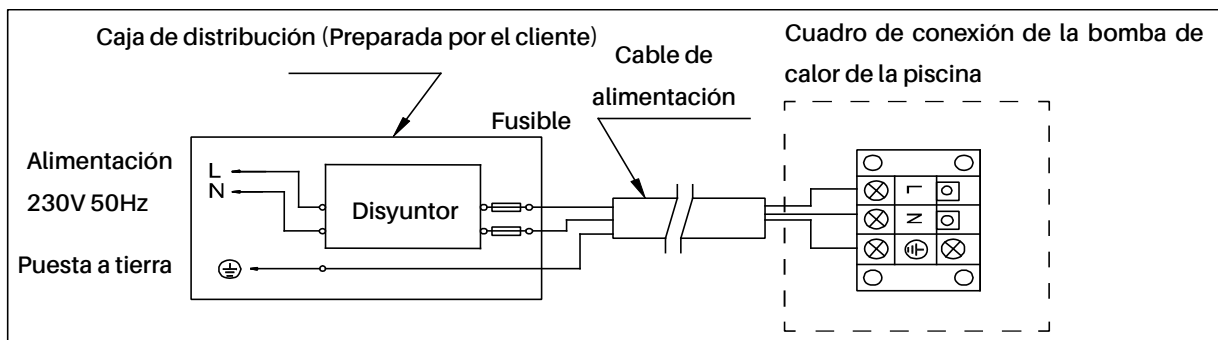 Caja de distribución (Preparada por el cliente)
Cable de
alimentación
Cuadro de conexión de la bomba de
calor de la piscina
Fusible
Alimentación
230V 50Hz
L
N
Disyuntor
Puesta a tierra
L
N